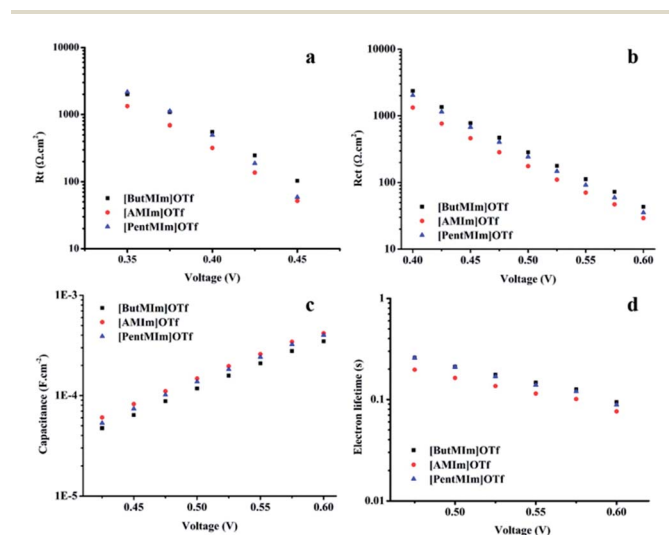 a
10000
1000
100
10
Rt (Ω.cm²)
[ButMIm]OTf
[AMIm]OTf
[PentMIm]OTf
0.35 0.40 0.45
Voltage (V)
b
10000
1000
100
10
Rct (Ω.cm²)
[ButMIm]OTf
[AMIm]OTf
[PentMIm]OTf
0.40 0.45 0.50 0.55 0.60
Voltage (V)
1E-3
1E-4
1E-5
Capacitance (F.cm⁻²)
[ButMIm]OTf
[AMIm]OTf
[PentMIm]OTf
c
0.45 0.50 0.55 0.60
Voltage (V)
d
1
0.1
0.01
Electron lifetime (s)
[ButMIm]OTf
[AMIm]OTf
[PentMIm]OTf
0.50 0.55 0.60
Voltage (V)